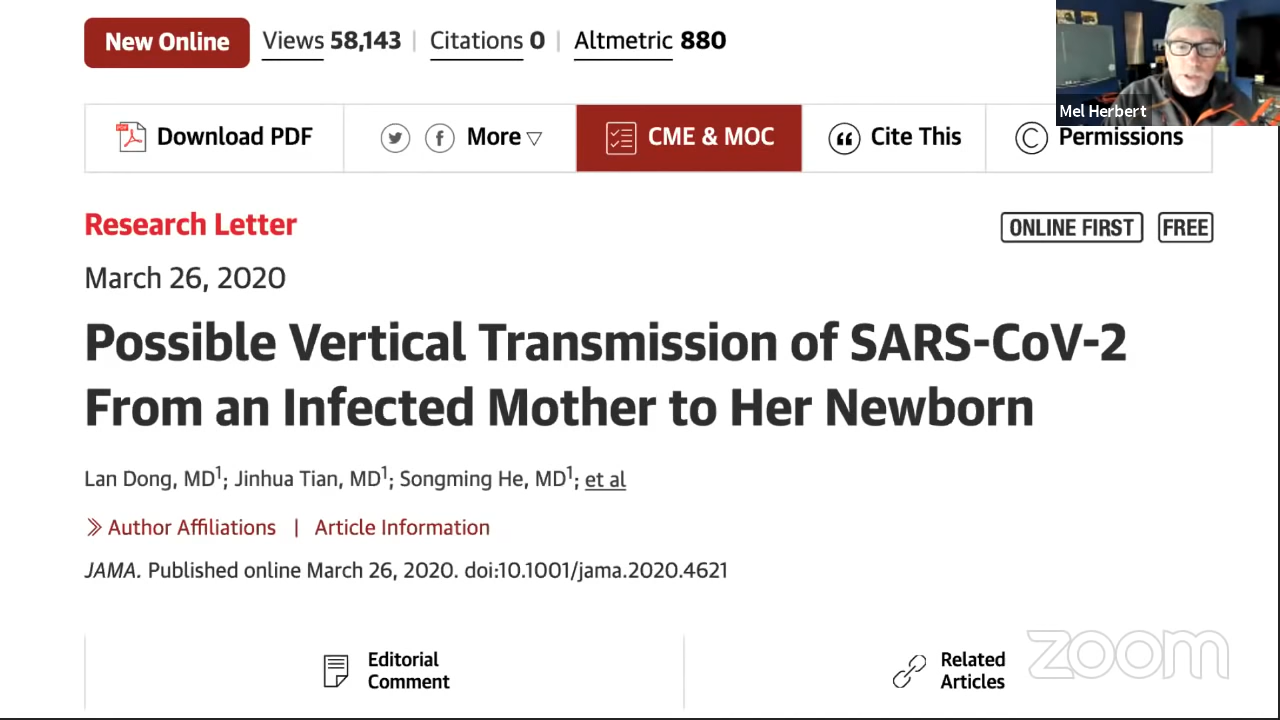 New Online Views 58,143 | Citations 0 | Altmetric 880
Mel Herbert
PDF Download PDF More CME & MOC Cite This © Permissions
Research Letter ONLINE FIRST FREE
March 26, 2020
Possible Vertical Transmission of SARS-CoV-2
From an Infected Mother to Her Newborn
Lan Dong, MD1; Jinhua Tian, MD1; Songming He, MD1; et al
Author Affiliations | Article Information
JAMA. Published online March 26, 2020. doi:10.1001/jama.2020.4621
Editorial
Comment
Related
Articles
zoom